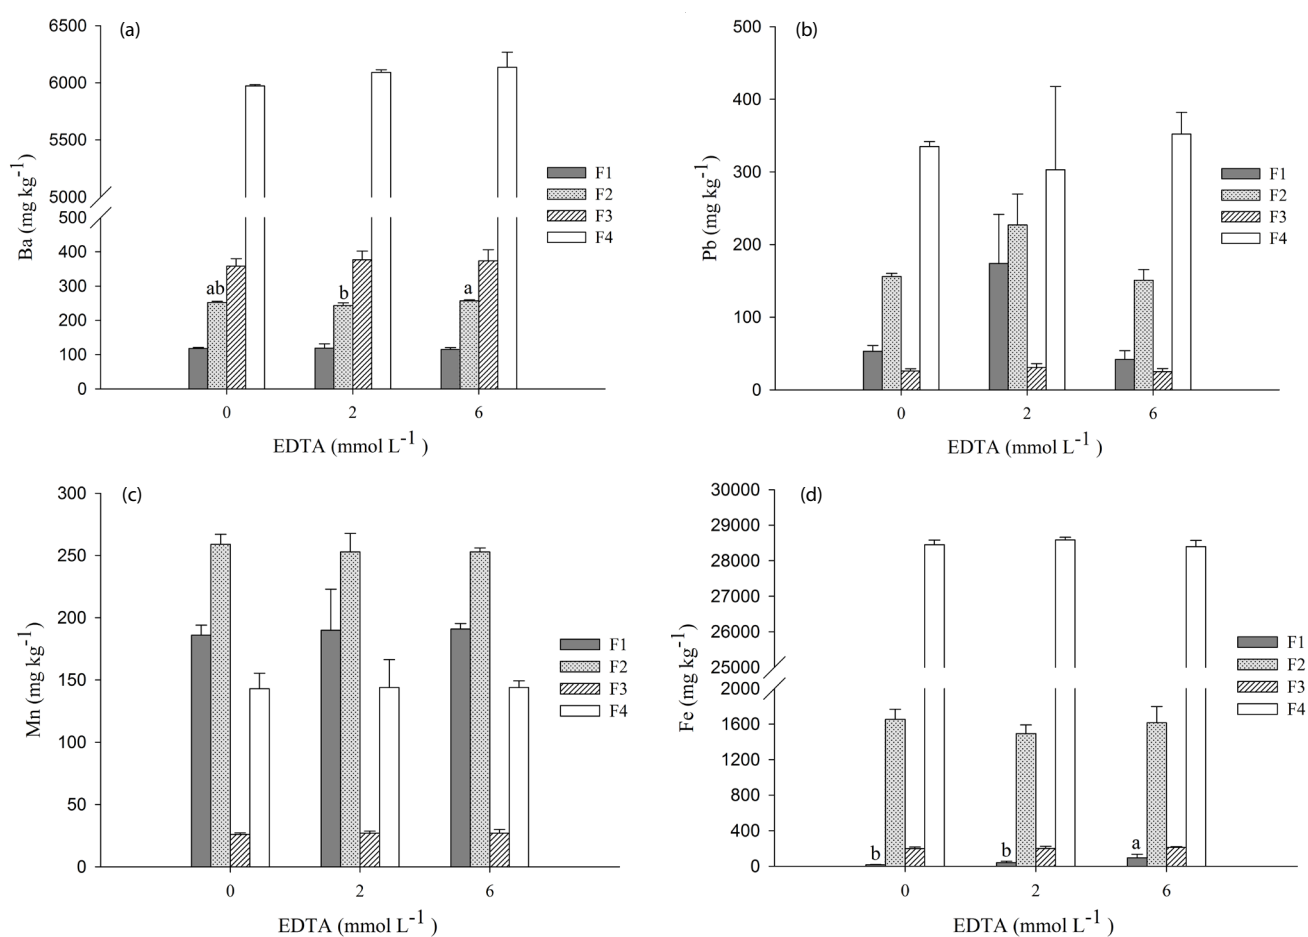 (a)
6500
6000
5500
5000
500
400
300
200
100
0
Ba (mg kg⁻¹)
ab
b
a
0 2 6
EDTA (mmol L⁻¹ )
F1
F2
F3
F4
(b)
500
400
300
200
100
0
Pb (mg kg⁻¹)
0 2 6
EDTA (mmol L⁻¹ )
F1
F2
F3
F4
(c)
300
250
200
150
100
50
0
Mn (mg kg⁻¹)
0 2 6
EDTA (mmol L⁻¹ )
F1
F2
F3
F4
(d)
30000
29000
28000
27000
26000
25000
2000
1600
1200
800
400
0
Fe (mg kg⁻¹)
b
b
a
0 2 6
EDTA (mmol L⁻¹ )
F1
F2
F3
F4